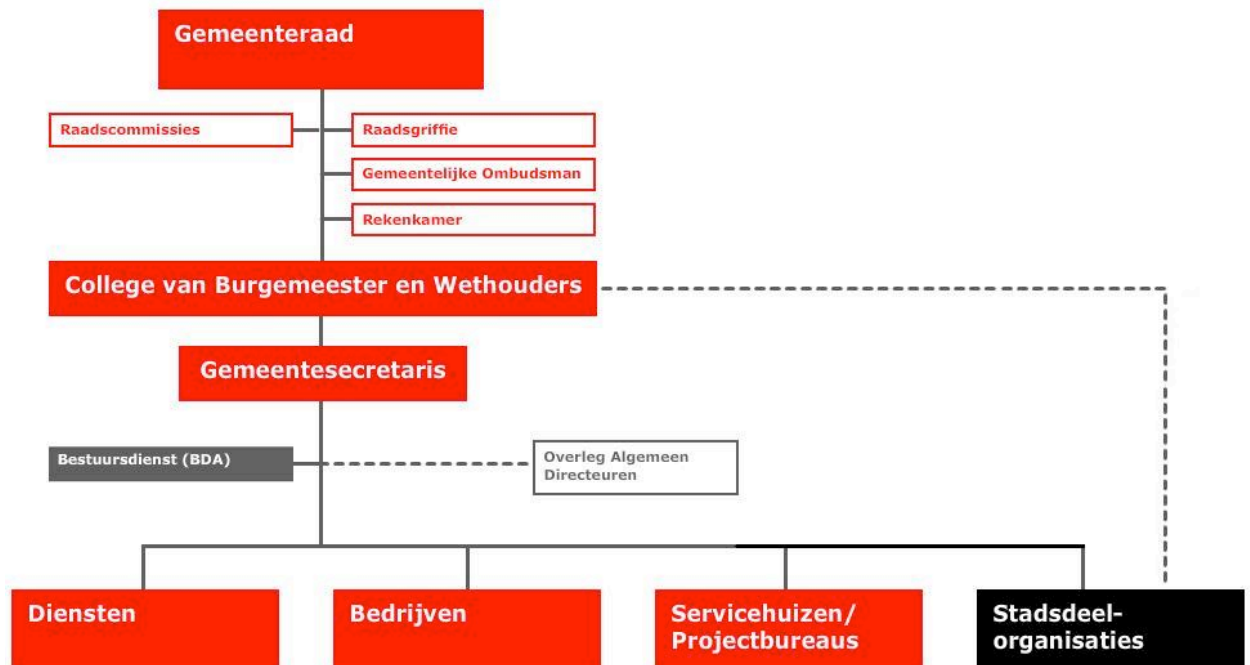 Gemeenteraad
Raadscommissies
Raadsgriffie
Gemeentelijke Ombudsman
Rekenkamer
College van Burgemeester en Wethouders
Gemeentesecretaris
Bestuursdienst (BDA)
Overleg Algemeen
Directeuren
Diensten
Bedrijven
Servicehuizen/
Projectbureaus
Stadsdeel-
organisaties